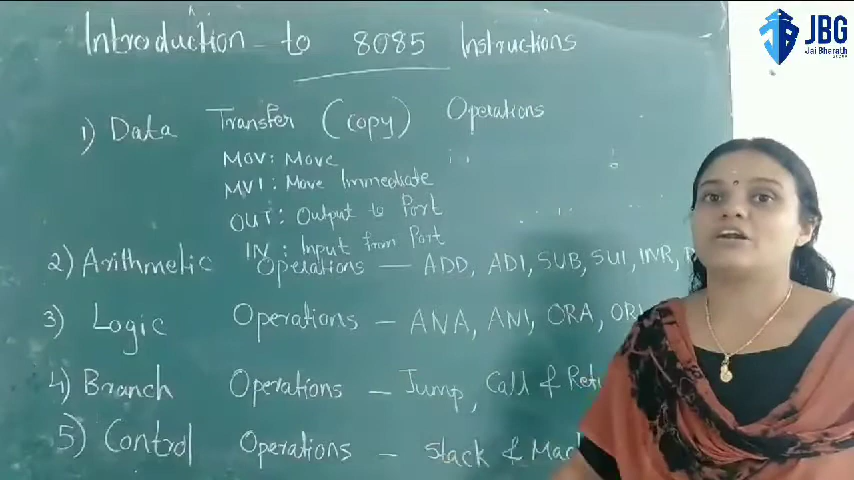 Introduction to 8085 Instructions
1) Data Transfer (copy) Operations
MOV: Move
MVI: Move Immediate
OUT: Output to Port
IN: Input from Port
2) Arithmetic Operations - ADD, ADI, SUB, SUI, INR,
3) Logic Operations - ANA, ANI, ORA,
4) Branch Operations - Jump, Call &
5) Control Operations - Stack &
JBG
Jai Bharath